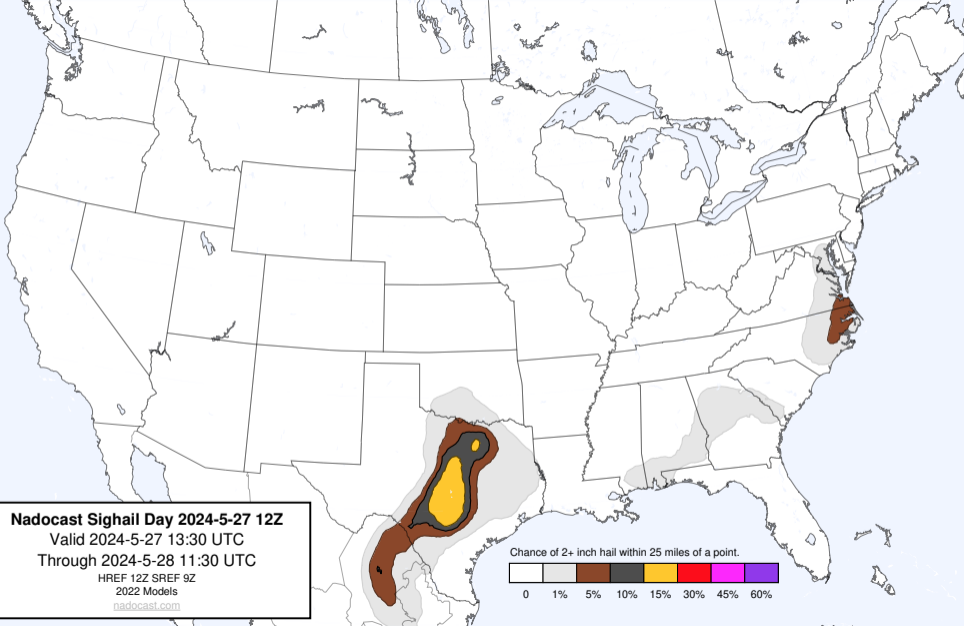 Nadocast Sighail Day 2024-5-27 12Z
Valid 2024-5-27 13:30 UTC
Through 2024-5-28 11:30 UTC
HREF 12Z SREF 9Z
2022 Models
nadocast.com
Chance of 2+ inch hail within 25 miles of a point.
0 1% 5% 10% 15% 30% 45% 60%